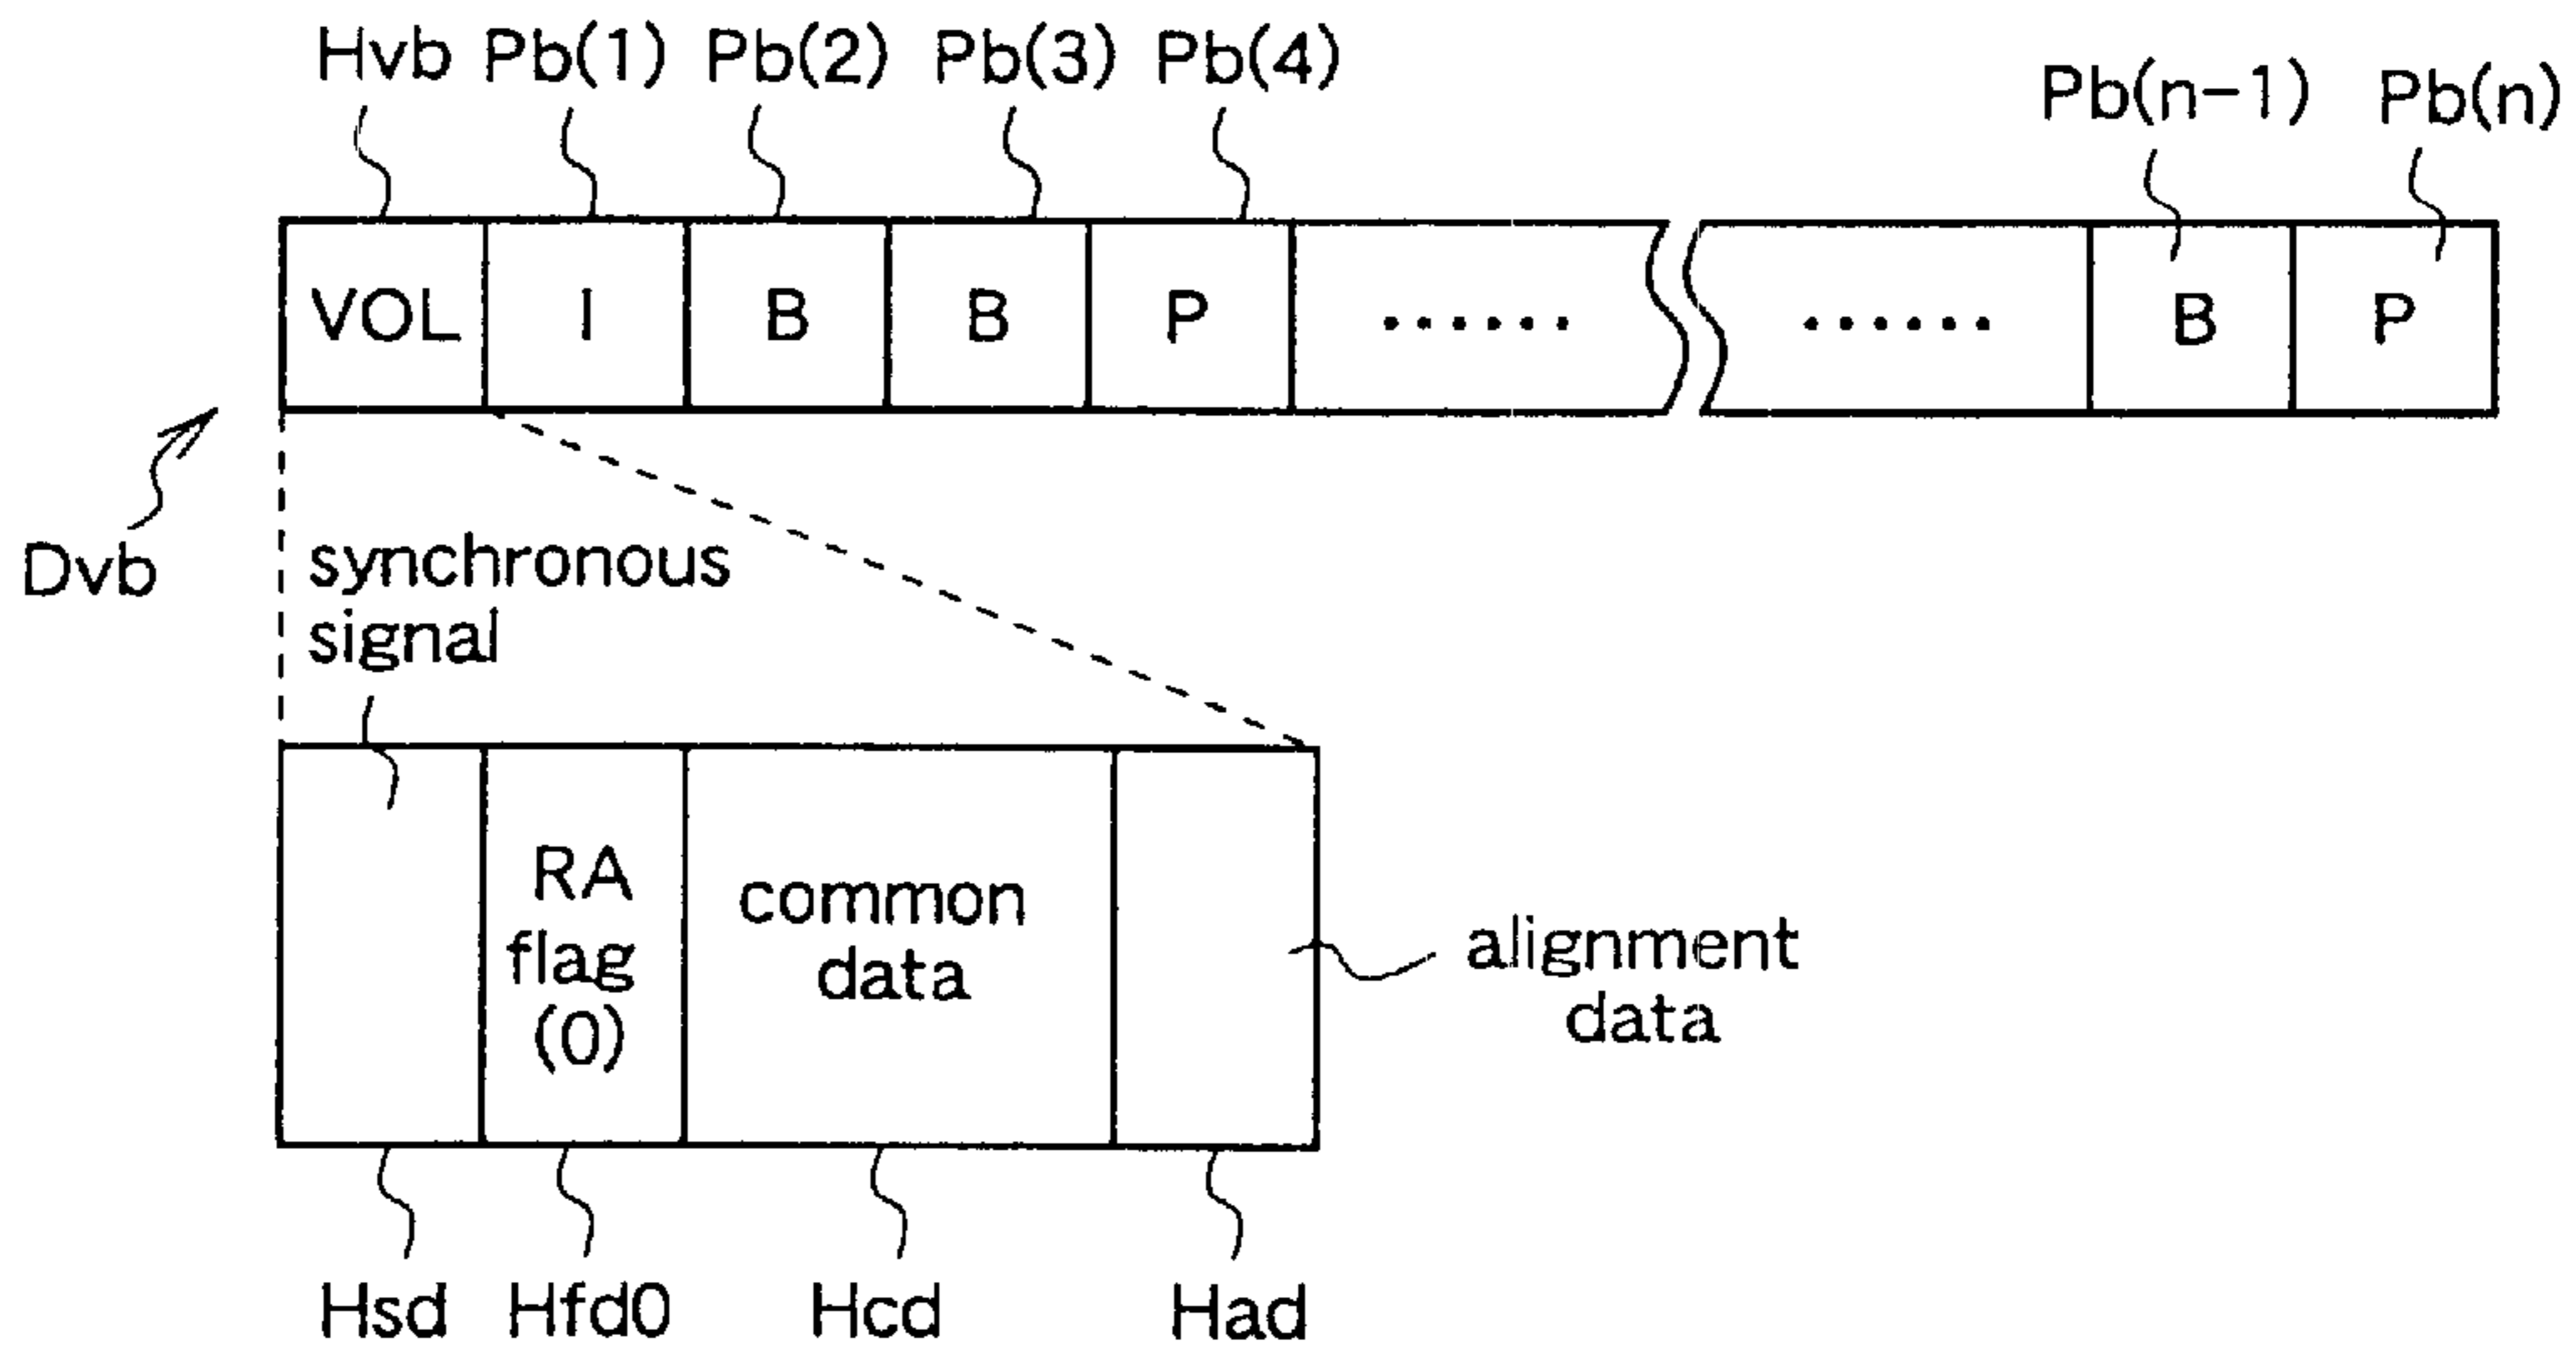 Hvb Pb(1) Pb(2) Pb(3) Pb(4) Pb(n-1) Pb(n)
VOL I B B P ...... ...... B P
Dvb
synchronous
signal
RA
flag
(0)
common
data
alignment
data
Hsd Hfd0 Hcd Had